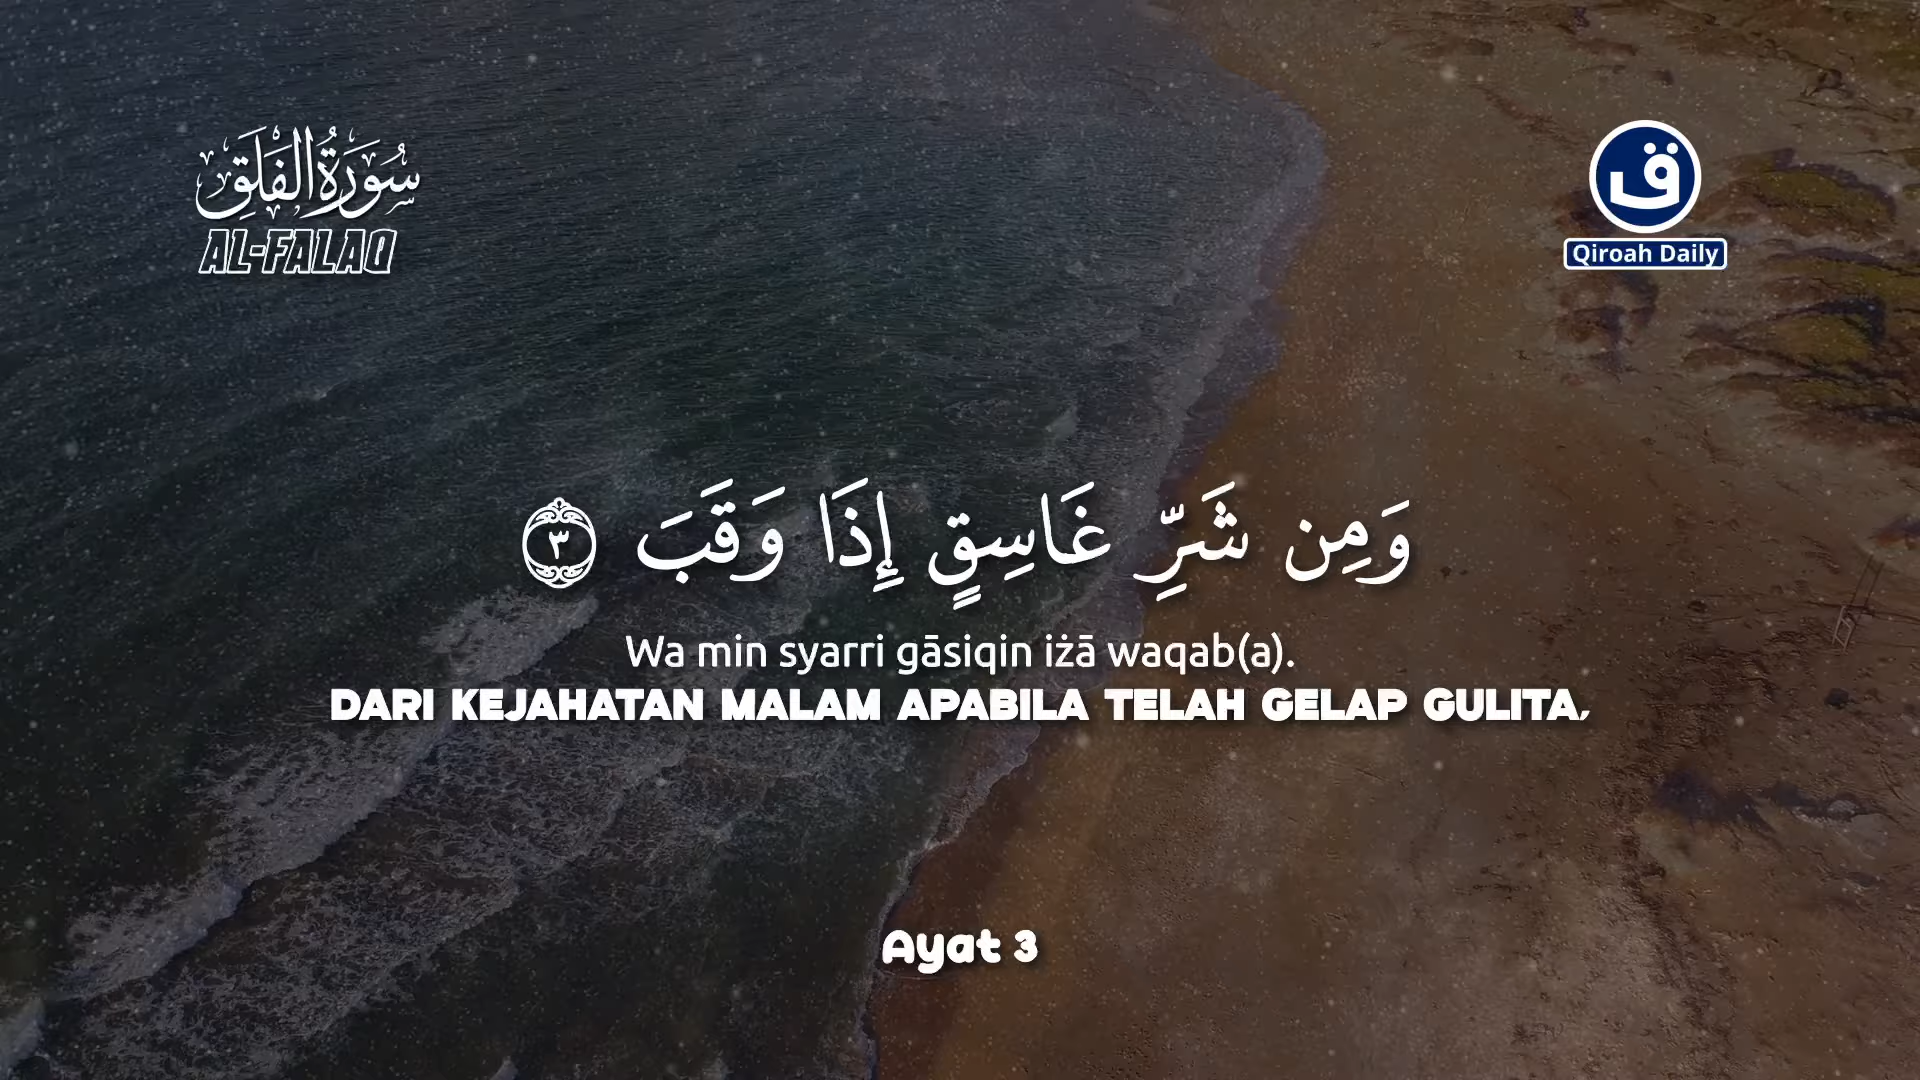 سُورَةُ الْفَلَقِ
AL-FALAQ
ق
Qiroah Daily
وَمِن شَرِّ غَاسِقٍ إِذَا وَقَبَ ٣
Wa min syarri gāsiqin iżā waqab(a).
DARI KEJAHATAN MALAM APABILA TELAH GELAP GULITA,
Ayat 3